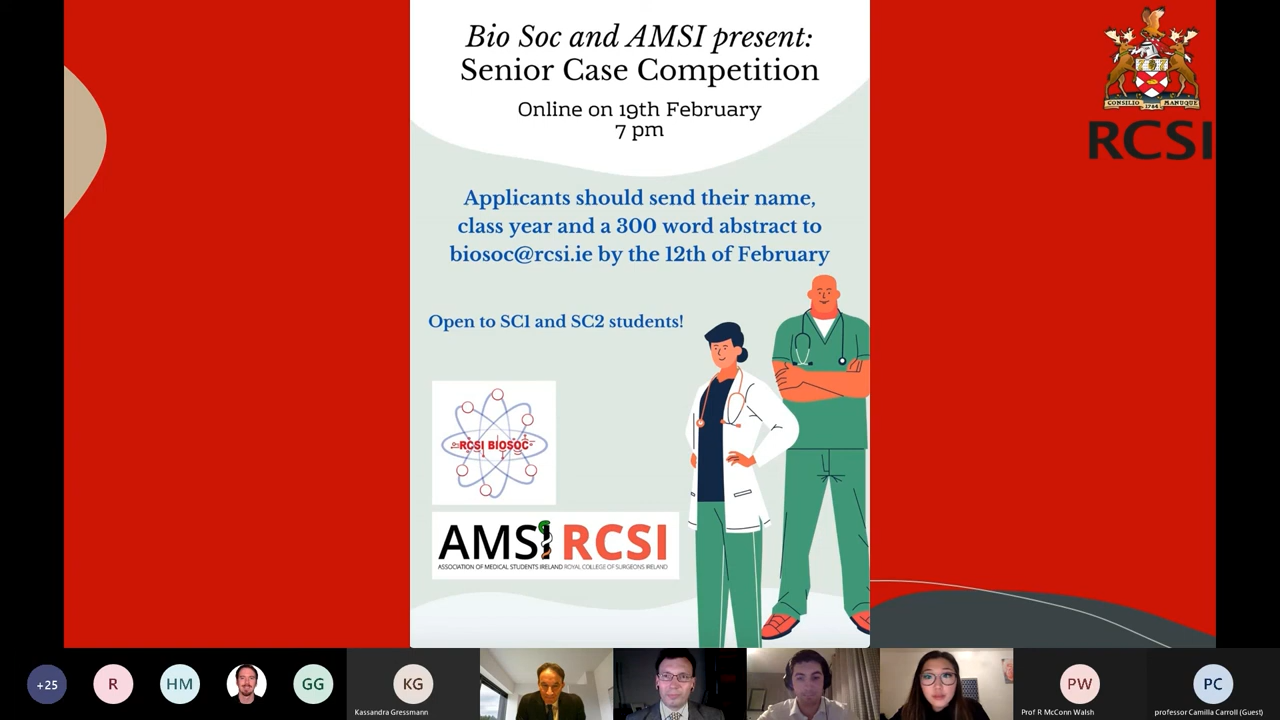 Bio Soc and AMSI present:
Senior Case Competition
Online on 19th February
7 pm
Applicants should send their name,
class year and a 300 word abstract to
biosoc@rcsi.ie by the 12th of February
Open to SC1 and SC2 students!
RCSI BIOSOC
AMSI RCSI
ASSOCIATION OF MEDICAL STUDENTS IRELAND ROYAL COLLEGE OF SURGEONS IRELAND
CONSILIO 1784 MANUQUE
RCSI
+25
R
HM
GG
KG
Kassandra Gressmann
PW
Prof R McConn Walsh
PC
professor Camilla Carroll (Guest)